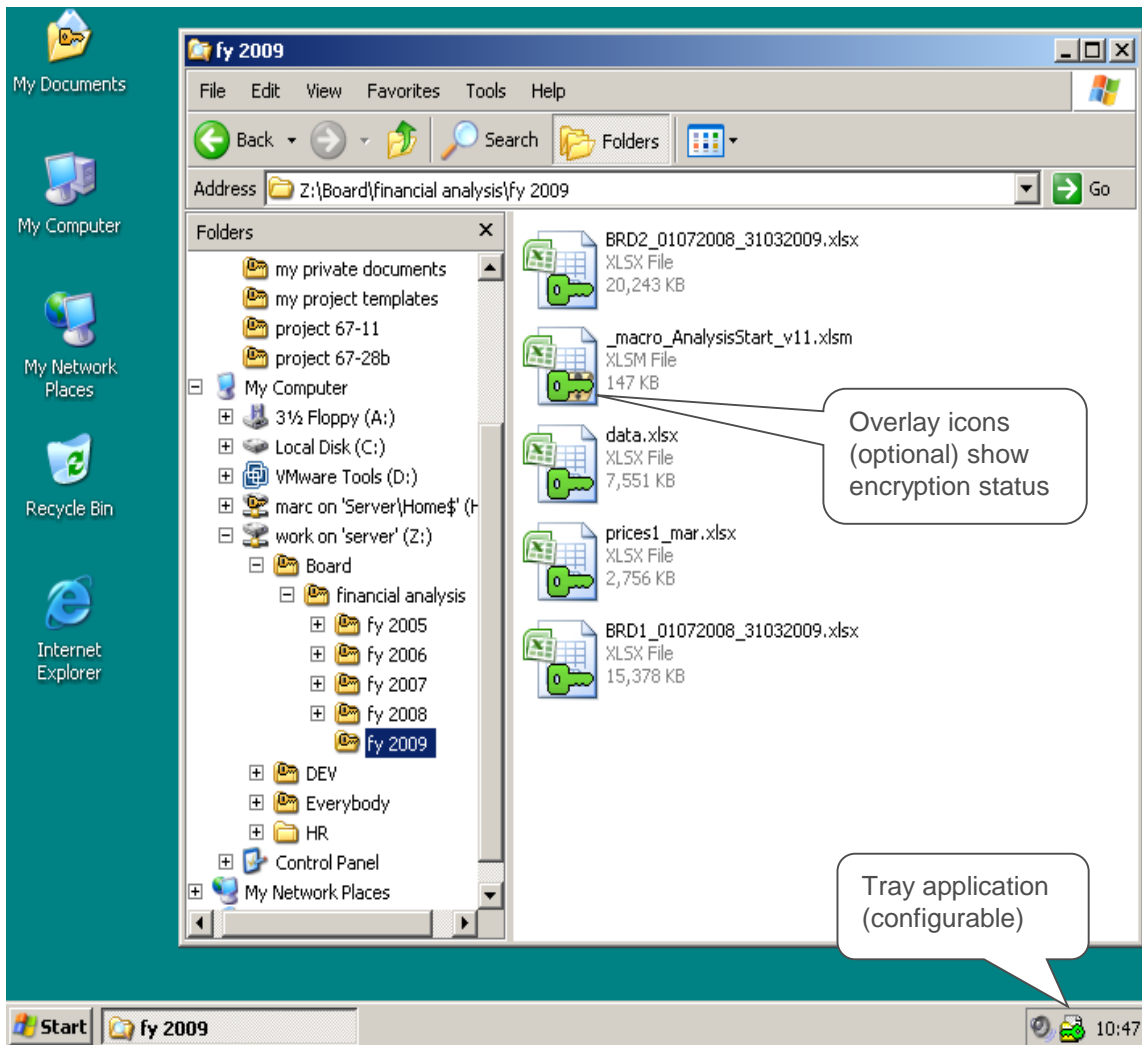 My Documents
My Computer
My Network
Places
Recycle Bin
Internet
Explorer
fy 2009
File Edit View Favorites Tools Help
Back Search Folders
Address Z:\Board\financial analysis\fy 2009 Go
Folders
my private documents
my project templates
project 67-11
project 67-28b
My Computer
3½ Floppy (A:)
Local Disk (C:)
VMware Tools (D:)
marc on 'Server\Home$' (H
work on 'server' (Z:)
Board
financial analysis
fy 2005
fy 2006
fy 2007
fy 2008
fy 2009
DEV
Everybody
HR
Control Panel
My Network Places
BRD2_01072008_31032009.xlsx
XLSX File
20,243 KB
_macro_AnalysisStart_v11.xlsm
XLSM File
147 KB
data.xlsx
XLSX File
7,551 KB
prices1_mar.xlsx
XLSX File
2,756 KB
BRD1_01072008_31032009.xlsx
XLSX File
15,378 KB
Overlay icons
(optional) show
encryption status
Tray application
(configurable)
Start fy 2009 10:47